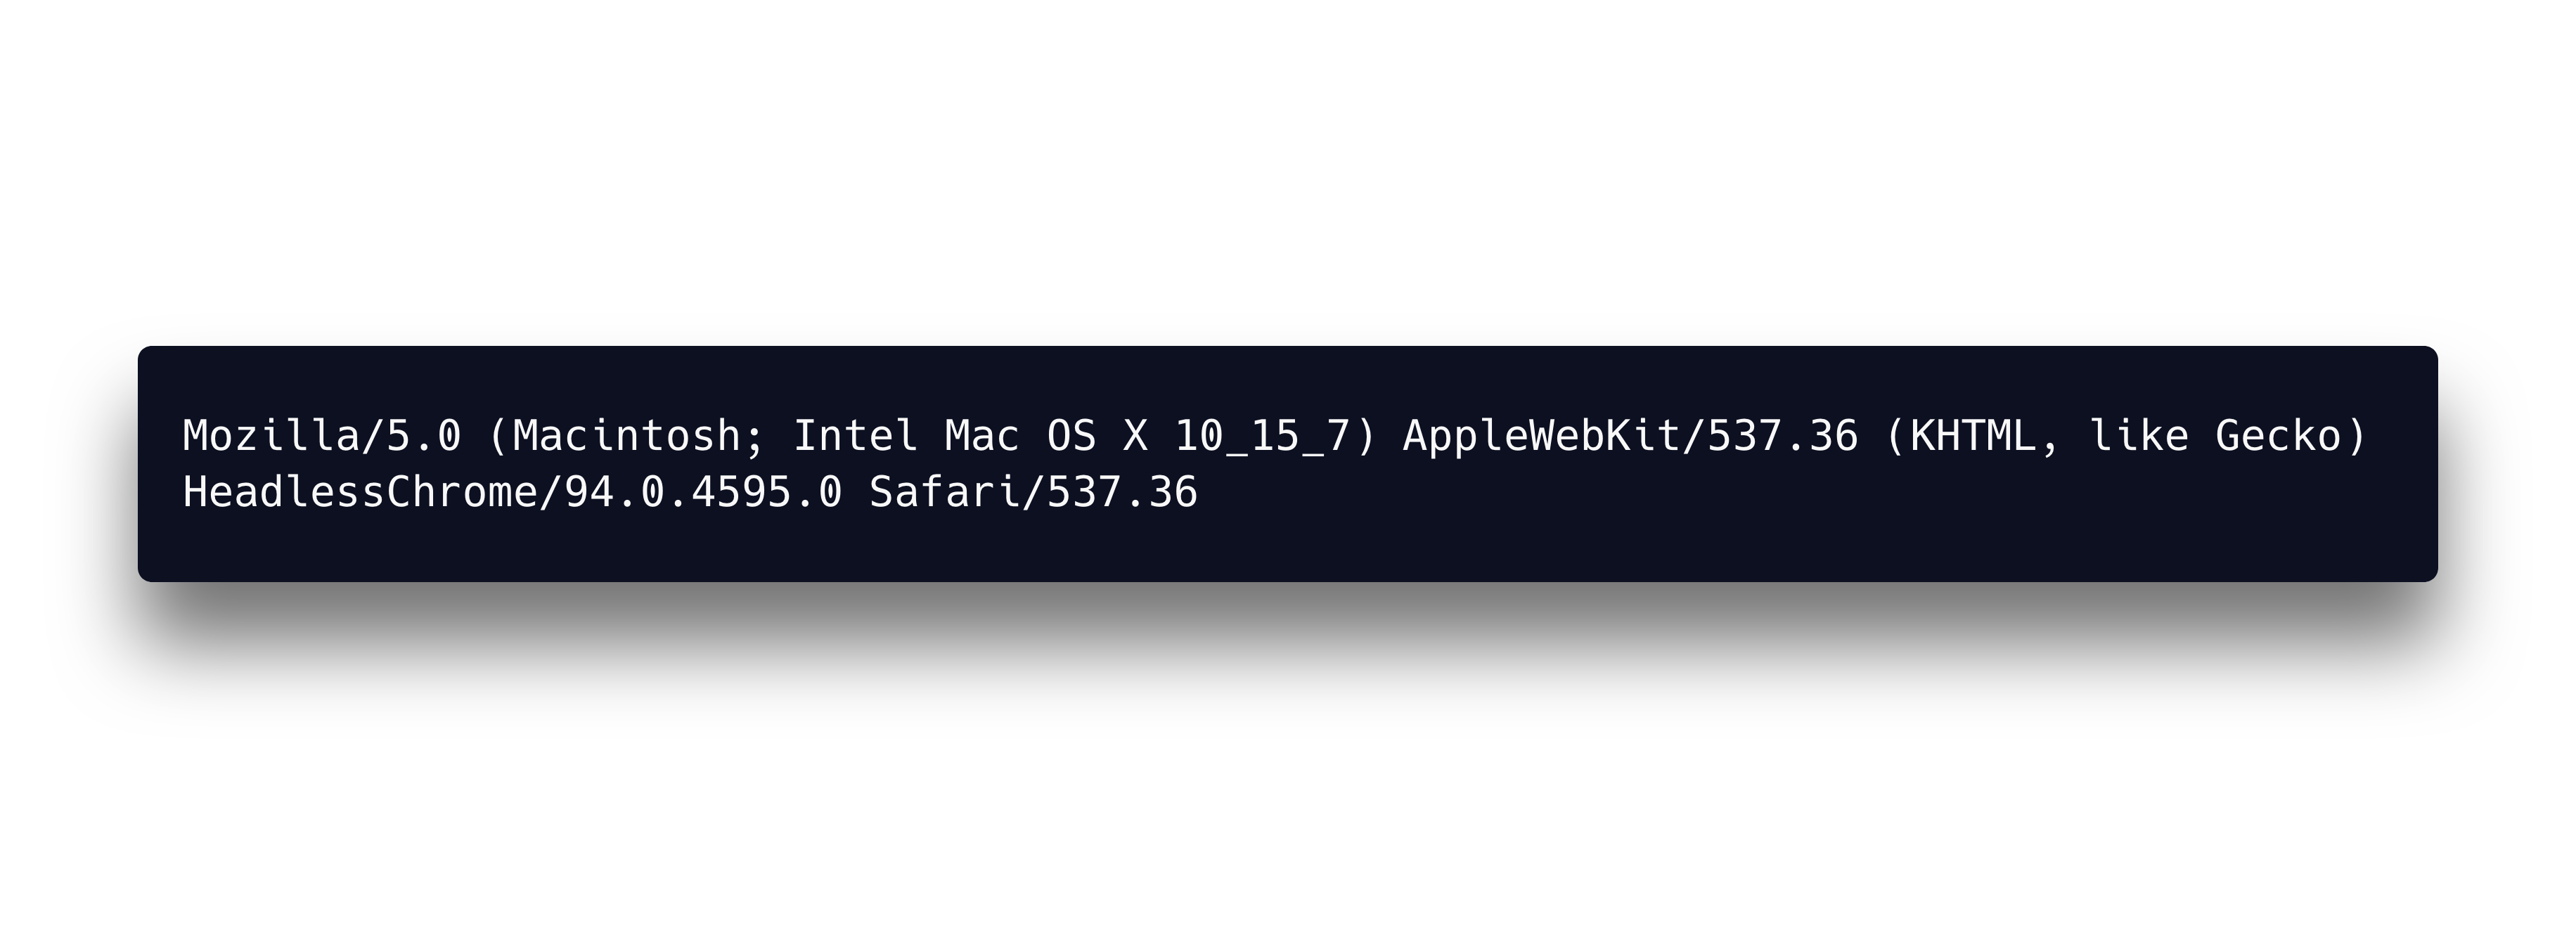 Mozilla/5.0 (Macintosh; Intel Mac OS X 10_15_7) AppleWebKit/537.36 (KHTML, like Gecko)
HeadlessChrome/94.0.4595.0 Safari/537.36